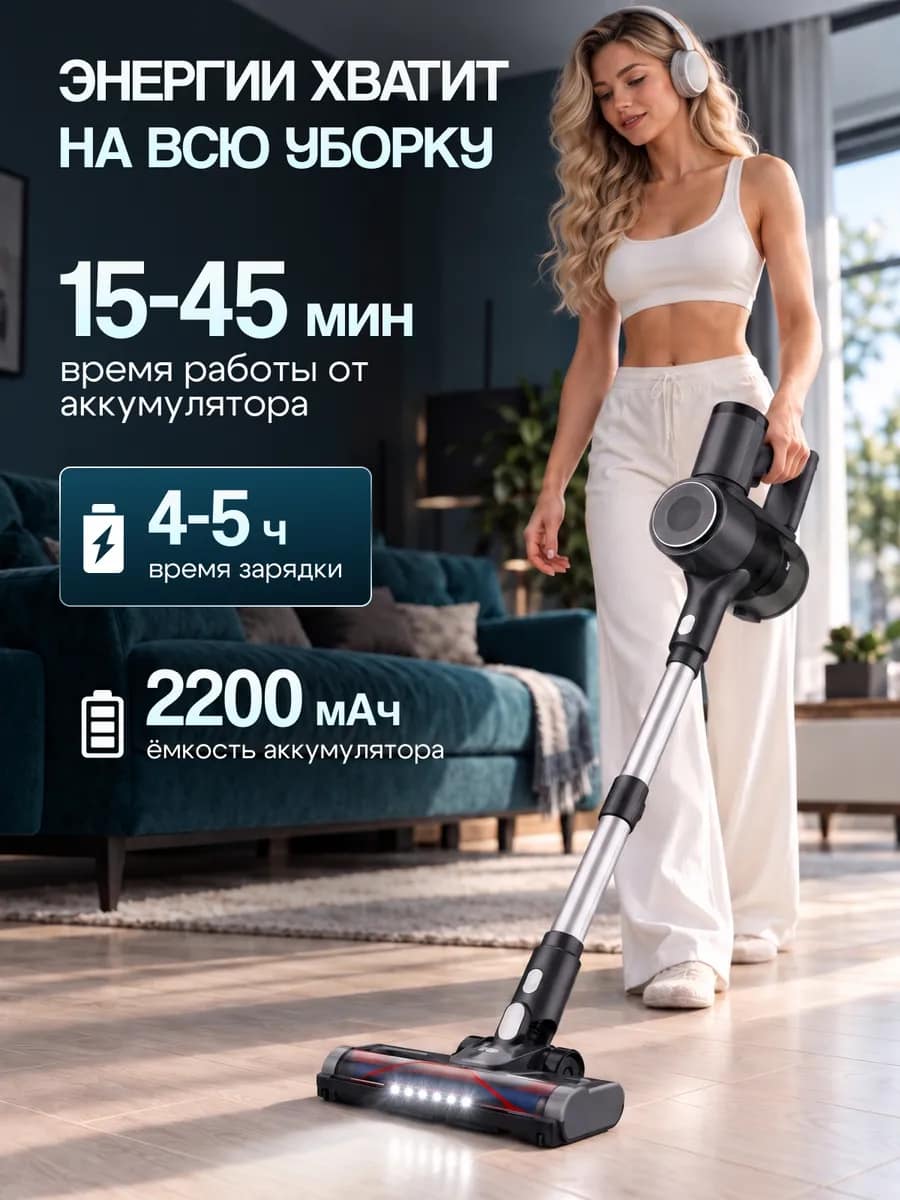 ЭНЕРГИИ ХВАТИТ
НА ВСЮ УБОРКУ
15-45 мин
время работы от
аккумулятора
4-5 ч
время зарядки
2200 мАч
ёмкость аккумулятора